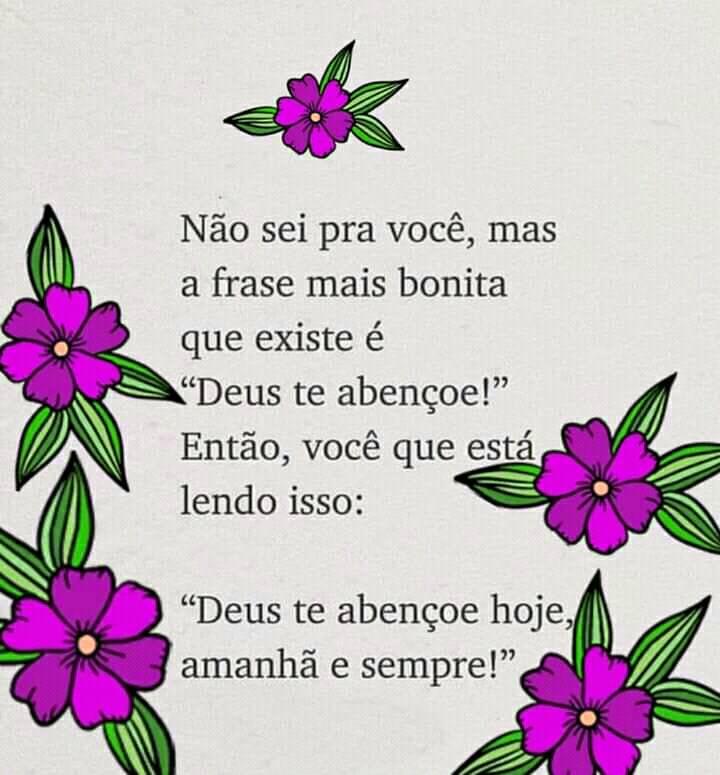 Não sei pra você, mas
a frase mais bonita
que existe é
“Deus te abençoe!”
Então, você que está
lendo isso:
“Deus te abençoe hoje,
amanhã e sempre!”